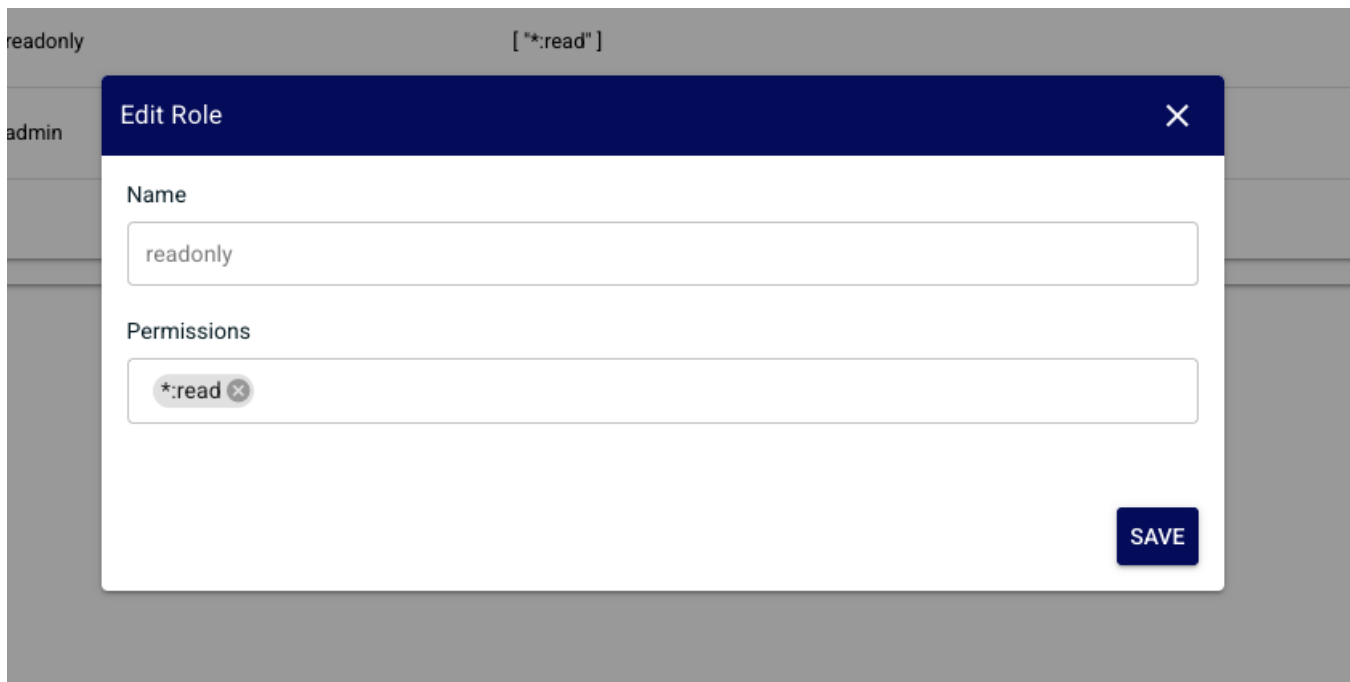 readonly
[ "*:read" ]
admin
Edit Role
Name
readonly
Permissions
*:read
SAVE